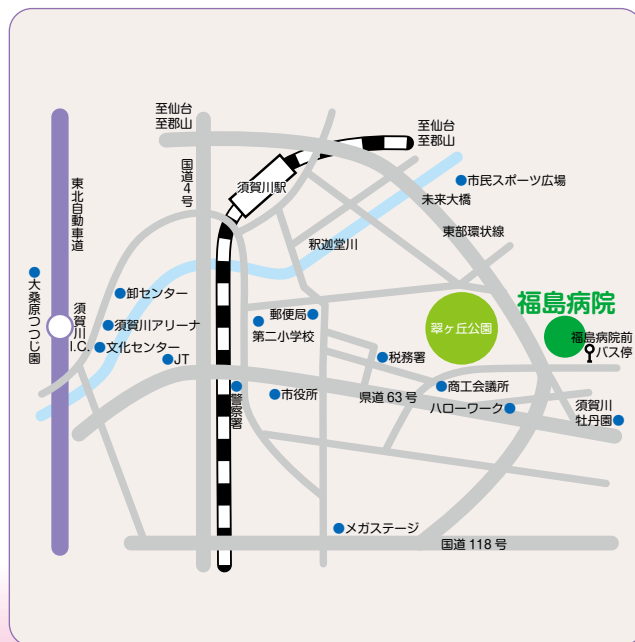 至仙台
至郡山
至仙台
至郡山
国道4号
須賀川駅
東北自動車道
市民スポーツ広場
未来大橋
東部環状線
釈迦堂川
大桑原つつじ園
卸センター
須賀川
I.C.
須賀川アリーナ
文化センター
JT
郵便局
第二小学校
翠ヶ丘公園
福島病院
福島病院前
バス停
税務署
警察署
市役所
県道63号
商工会議所
ハローワーク
須賀川
牡丹園
メガステージ
国道118号